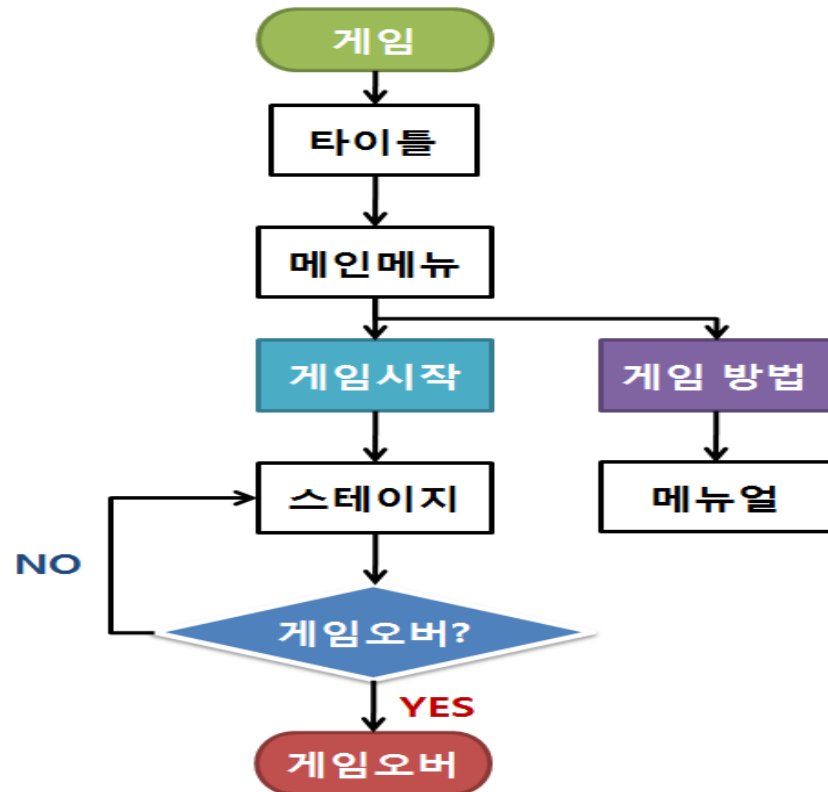 게임
타이틀
메인메뉴
게임시작
게임 방법
스테이지
메뉴얼
NO
게임오버?
YES
게임오버